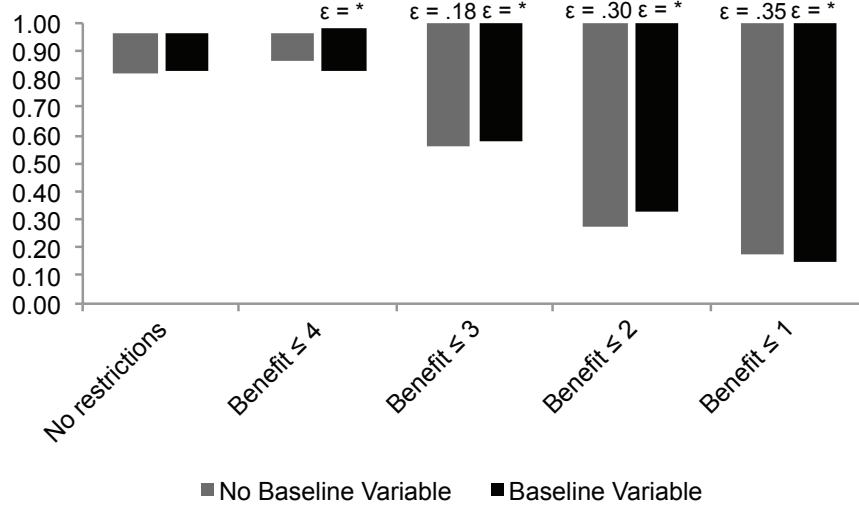 ε = * ε = .18 ε = * ε = .30 ε = * ε = .35 ε = *
1.00
0.90
0.80
0.70
0.60
0.50
0.40
0.30
0.20
0.10
0.00
No restrictions
Benefit ≤ 4
Benefit ≤ 3
Benefit ≤ 2
Benefit ≤ 1
No Baseline Variable Baseline Variable